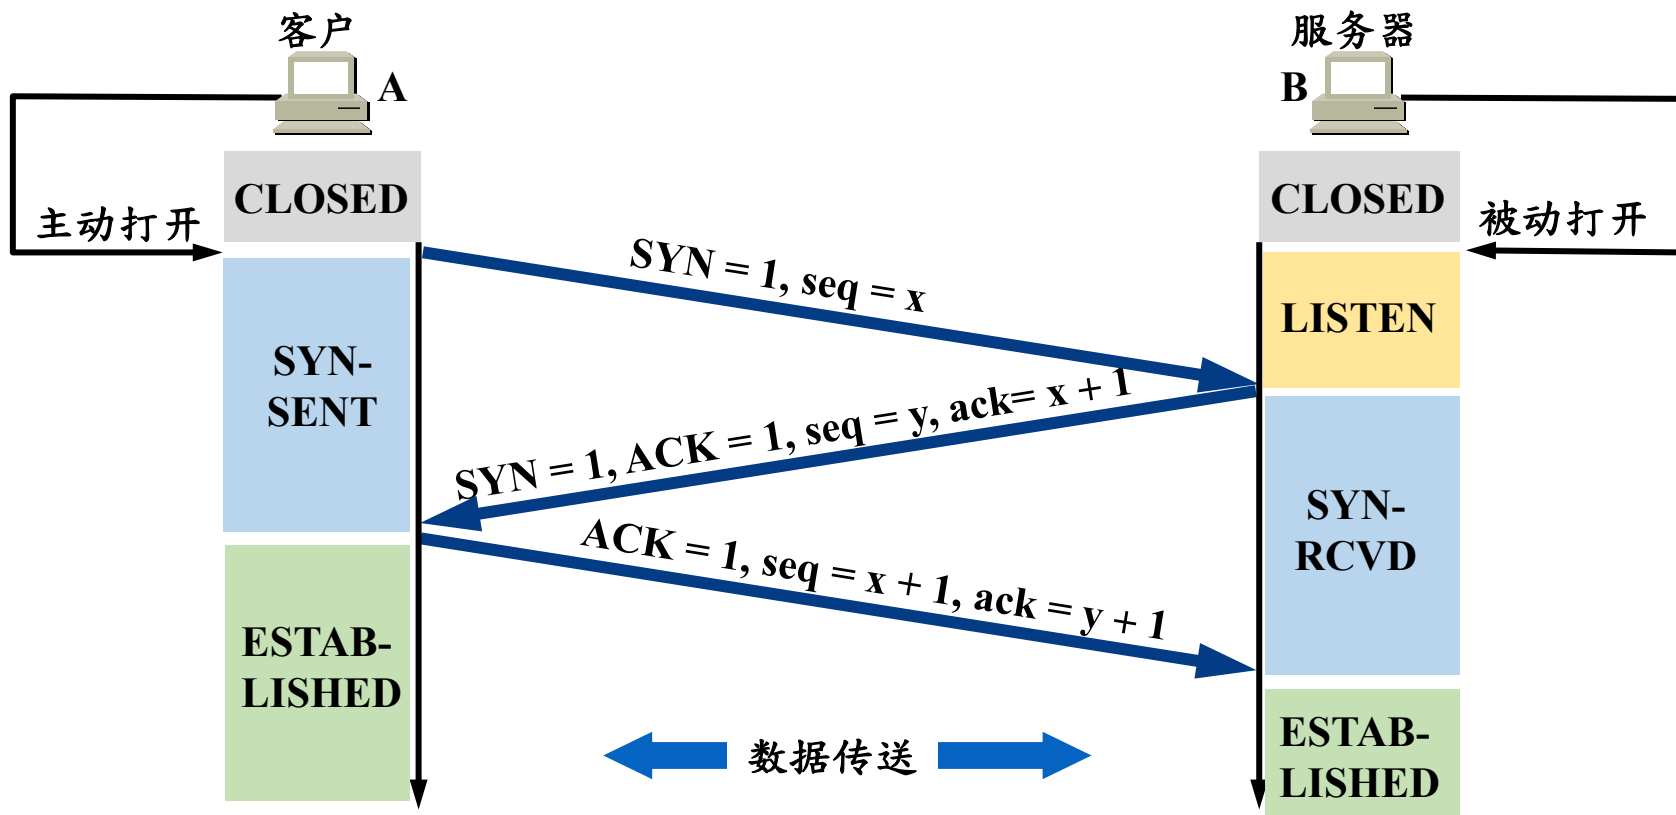 客户
服务器
A
B
CLOSED
CLOSED
主动打开
被动打开
SYN = 1, seq = x
LISTEN
SYN-
SENT
SYN = 1, ACK = 1, seq = y, ack= x + 1
SYN-
RCVD
ACK = 1, seq = x + 1, ack = y + 1
ESTAB-
LISHED
数据传送
ESTAB-
LISHED